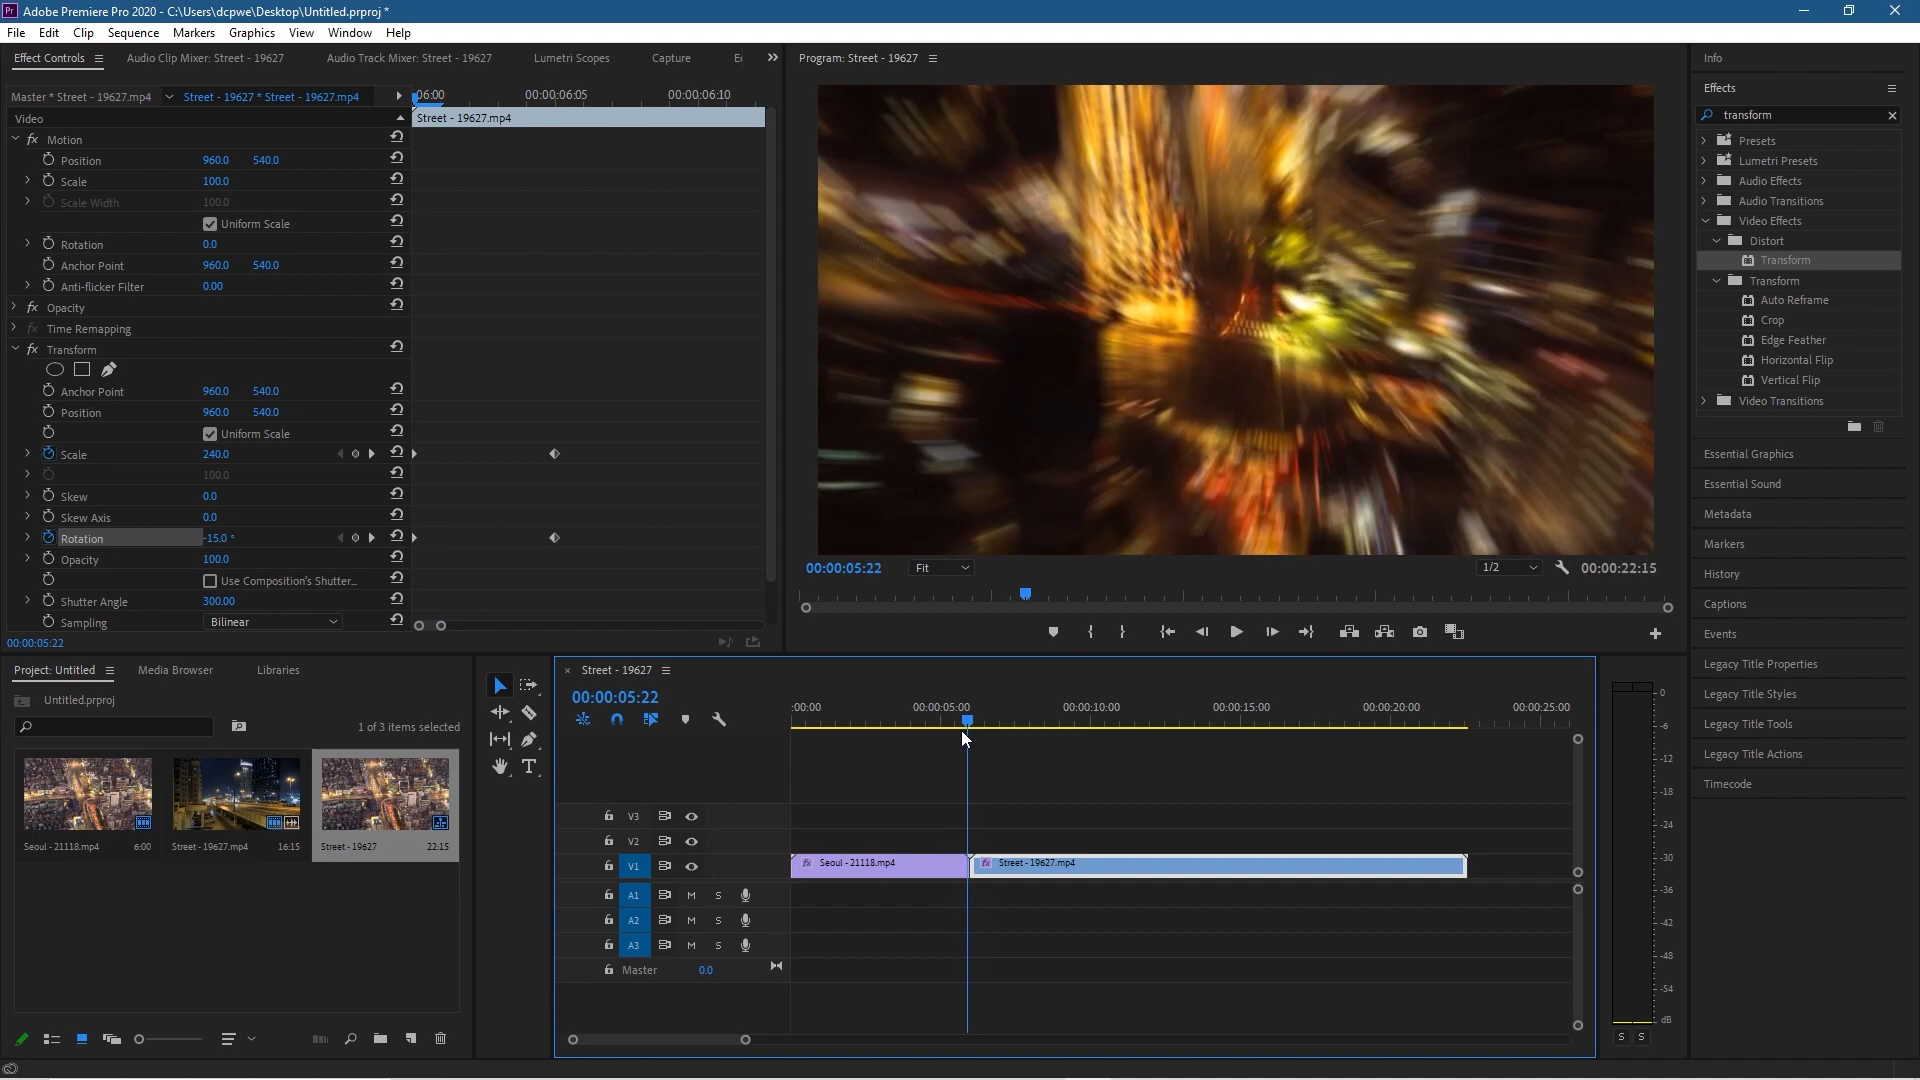 Adobe Premiere Pro 2020 - C:\Users\dcpwe\Desktop\Untitled.prproj *
File Edit Clip Sequence Markers Graphics View Window Help
Effect Controls Audio Clip Mixer: Street - 19627 Audio Track Mixer: Street - 19627 Lumetri Scopes Capture
Master * Street - 19627.mp4 Street - 19627 * Street - 19627.mp4
06:00 00:00:06:05 00:00:06:10
Video
Street - 19627.mp4
Motion
Position 960.0 540.0
Scale 100.0
Scale Width 100.0
Uniform Scale
Rotation 0.0
Anchor Point 960.0 540.0
Anti-flicker Filter 0.00
Opacity
Time Remapping
Transform
Anchor Point 960.0 540.0
Position 960.0 540.0
Uniform Scale
Scale 240.0
100.0
Skew 0.0
Skew Axis 0.0
Rotation -15.0 °
Opacity 100.0
Use Composition's Shutter...
Shutter Angle 300.00
Sampling Bilinear
00:00:05:22
Program: Street - 19627
00:00:05:22 Fit 1/2 00:00:22:15
Info
Effects
transform
Presets
Lumetri Presets
Audio Effects
Audio Transitions
Video Effects
Distort
Transform
Transform
Auto Reframe
Crop
Edge Feather
Horizontal Flip
Vertical Flip
Video Transitions
Essential Graphics
Essential Sound
Metadata
Markers
History
Captions
Events
Legacy Title Properties
Legacy Title Styles
Legacy Title Tools
Legacy Title Actions
Timecode
Project: Untitled Media Browser Libraries
Untitled.prproj
1 of 3 items selected
Seoul - 21118.mp4 6:00
Street - 19627.mp4 16:15
Street - 19627 22:15
Street - 19627
00:00:05:22
:00:00 00:00:05:00 00:00:10:00 00:00:15:00 00:00:20:00 00:00:25:00
V3
V2
V1 Seoul - 21118.mp4 Street - 19627.mp4
A1 M S
A2 M S
A3 M S
Master 0.0
0
-6
-12
-18
-24
-30
-36
-42
-48
-54
dB
S S